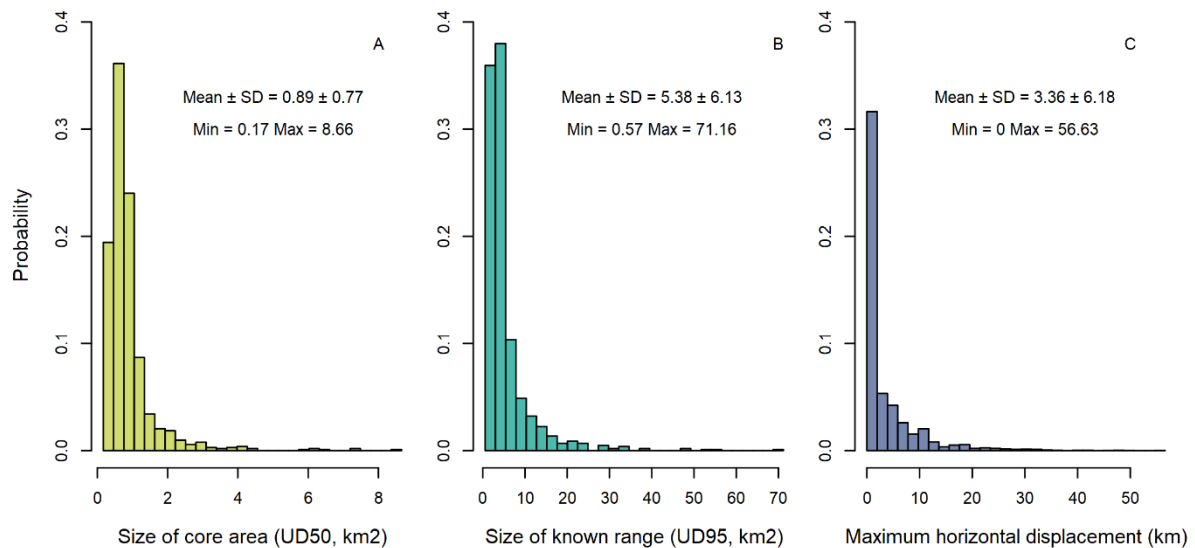 A
Mean ± SD = 0.89 ± 0.77
Min = 0.17 Max = 8.66
Probability
0.4
0.3
0.2
0.1
0.0
0 2 4 6 8
Size of core area (UD50, km2)
B
Mean ± SD = 5.38 ± 6.13
Min = 0.57 Max = 71.16
0.4
0.3
0.2
0.1
0.0
0 10 20 30 40 50 60 70
Size of known range (UD95, km2)
C
Mean ± SD = 3.36 ± 6.18
Min = 0 Max = 56.63
0.4
0.3
0.2
0.1
0.0
0 10 20 30 40 50
Maximum horizontal displacement (km)